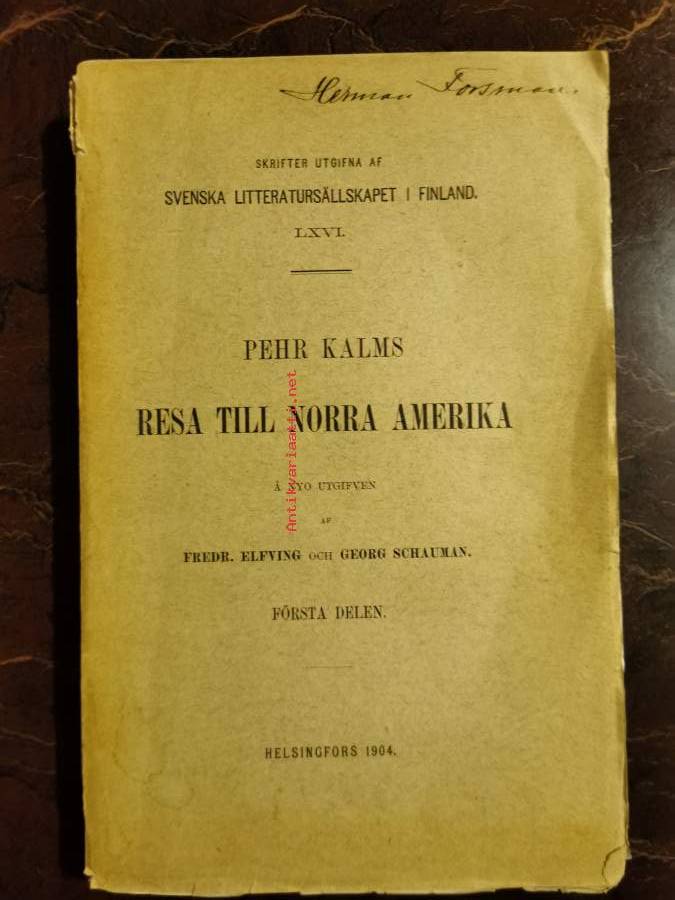 Herman Forsman.
SKRIFTER UTGIFNA AF
SVENSKA LITTERATURSÄLLSKAPET I FINLAND.
LXVI.
PEHR KALMS
RESA TILL NORRA AMERIKA
Å NYO UTGIFVEN
AF
FREDR. ELFVING OCH GEORG SCHAUMAN.
FÖRSTA DELEN.
HELSINGFORS 1904.
Antikvariaatti.net